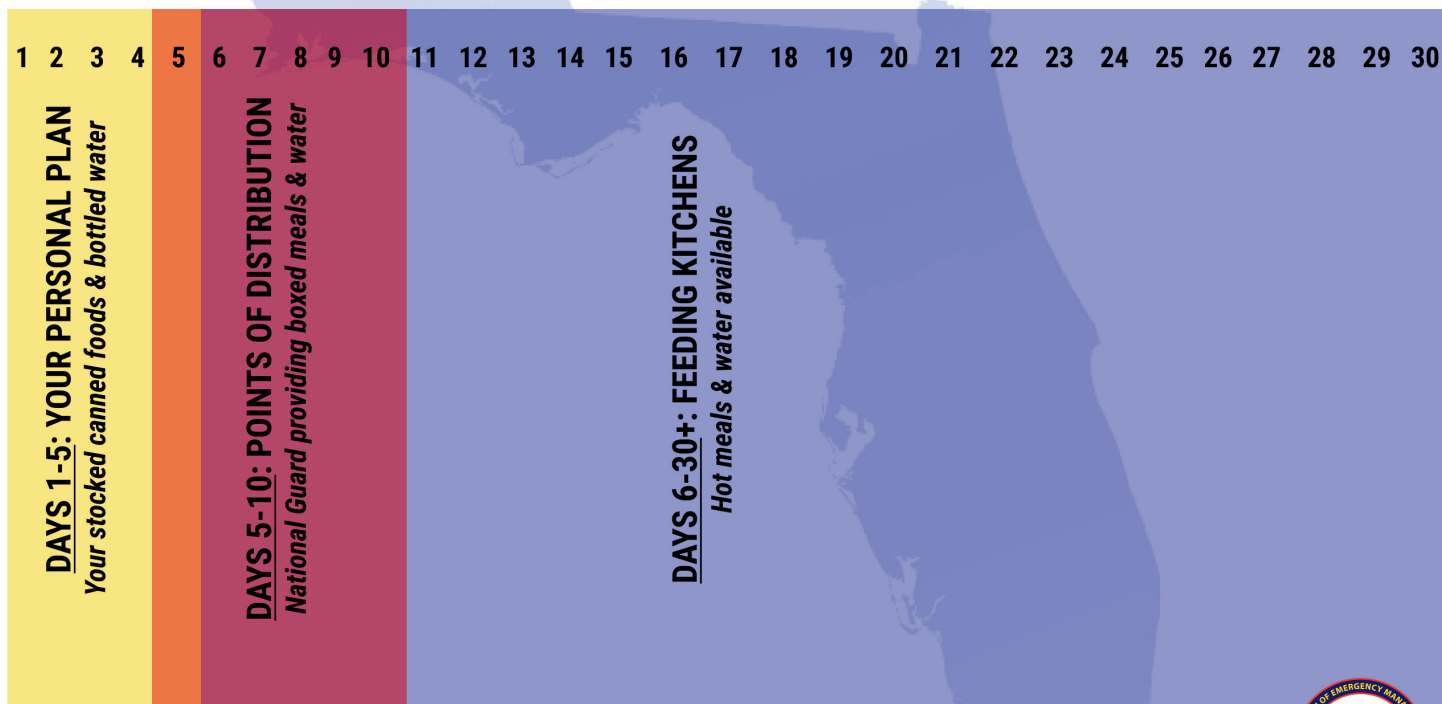 1 2 3 4 5 6 7 8 9 10 11 12 13 14 15 16 17 18 19 20 21 22 23 24 25 26 27 28 29 30
DAYS 1-5: YOUR PERSONAL PLAN
Your stocked canned foods & bottled water
DAYS 5-10: POINTS OF DISTRIBUTION
National Guard providing boxed meals & water
DAYS 6-30+: FEEDING KITCHENS
Hot meals & water available
OF EMERGENCY